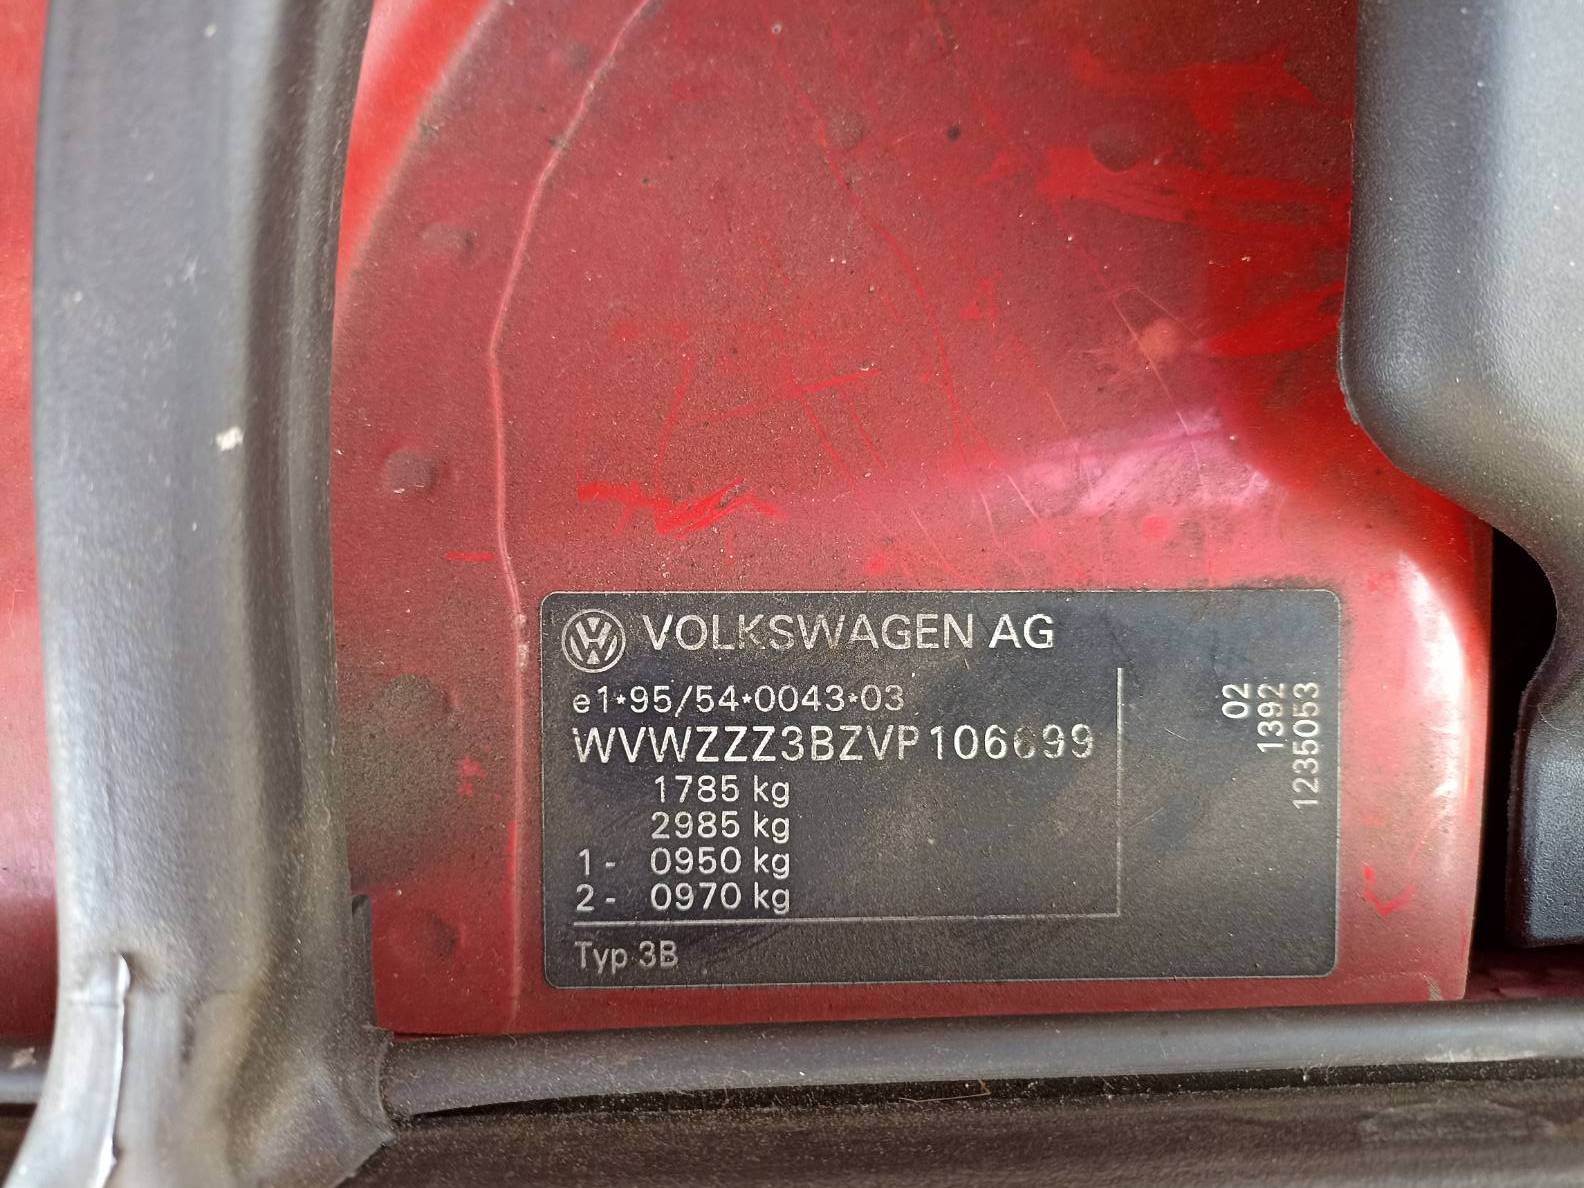 VOLKSWAGEN AG
e1*95/54*0043*03
WVWZZZ3BZVP106699
1785 kg
2985 kg
1- 0950 kg
2- 0970 kg
Typ 3B
02
1392
1235053